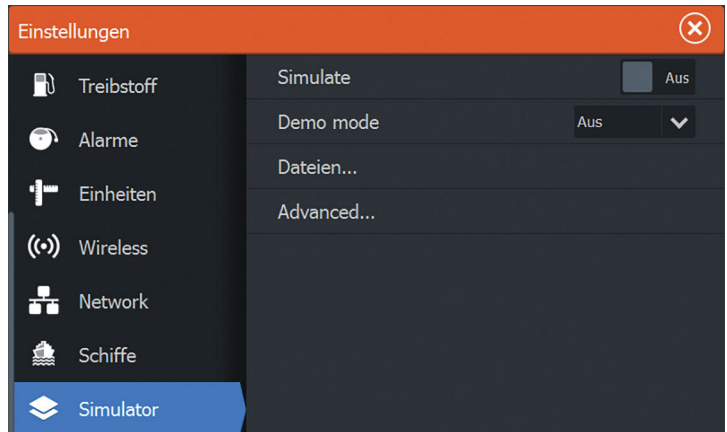 Einstellungen
Treibstoff
Alarme
Einheiten
Wireless
Network
Schiffe
Simulator
Simulate Aus
Demo mode Aus
Dateien...
Advanced...